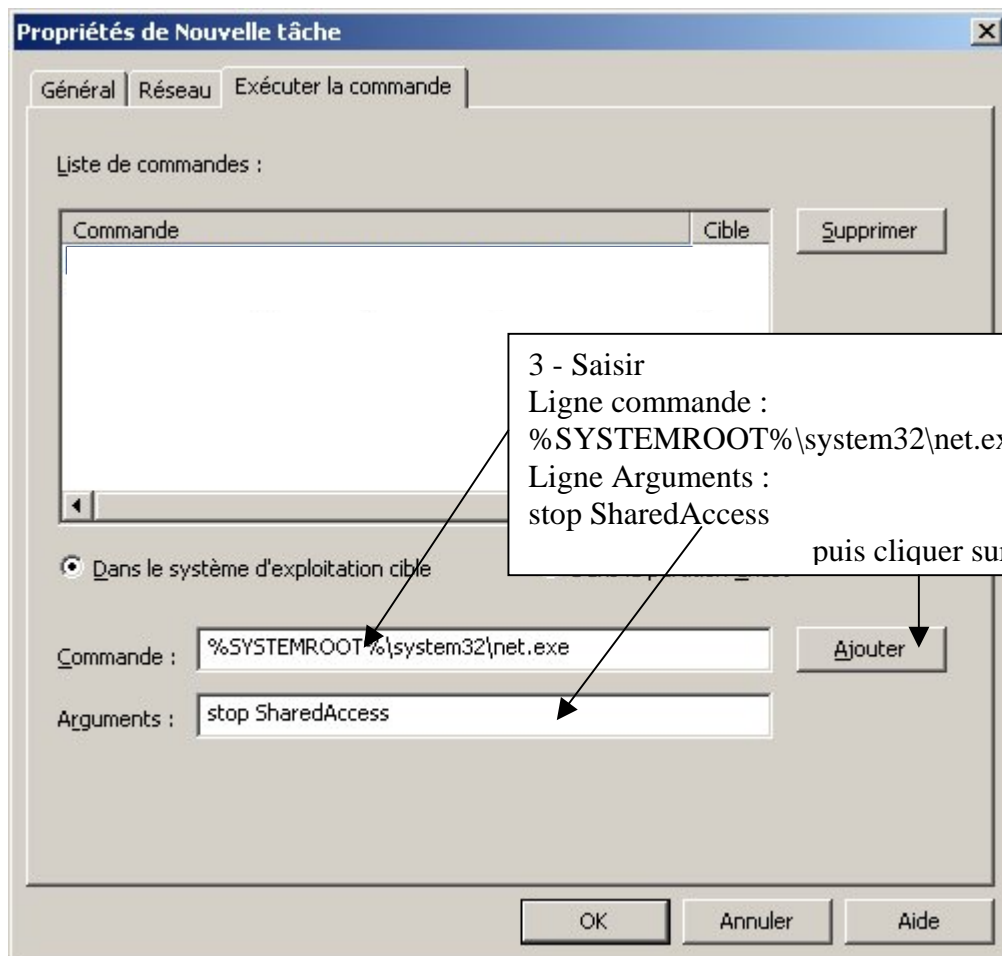 Propriétés de Nouvelle tâche
Général Réseau Exécuter la commande
Liste de commandes :
Commande Cible
Supprimer
3 - Saisir
Ligne commande :
%SYSTEMROOT%\system32\net.ex
Ligne Arguments :
stop SharedAccess
puis cliquer sur
Dans le système d'exploitation cible
Commande : %SYSTEMROOT%\system32\net.exe Ajouter
Arguments : stop SharedAccess
OK Annuler Aide